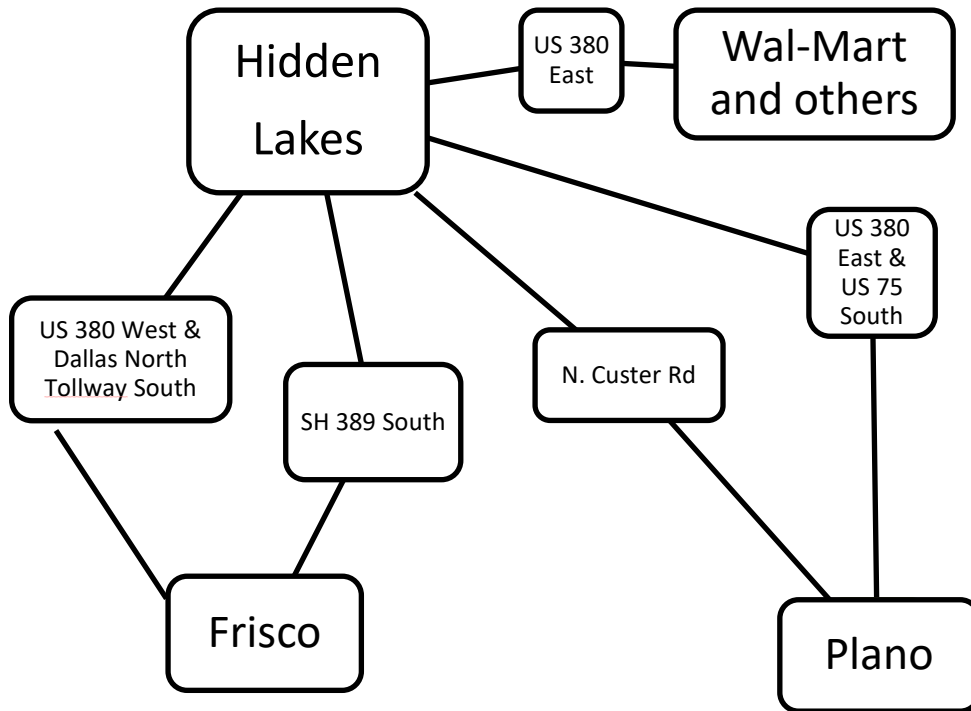 Hidden
Lakes
US 380
East
Wal-Mart
and others
US 380
East &
US 75
South
US 380 West &
Dallas North
Tollway South
SH 389 South
N. Custer Rd
Frisco
Plano